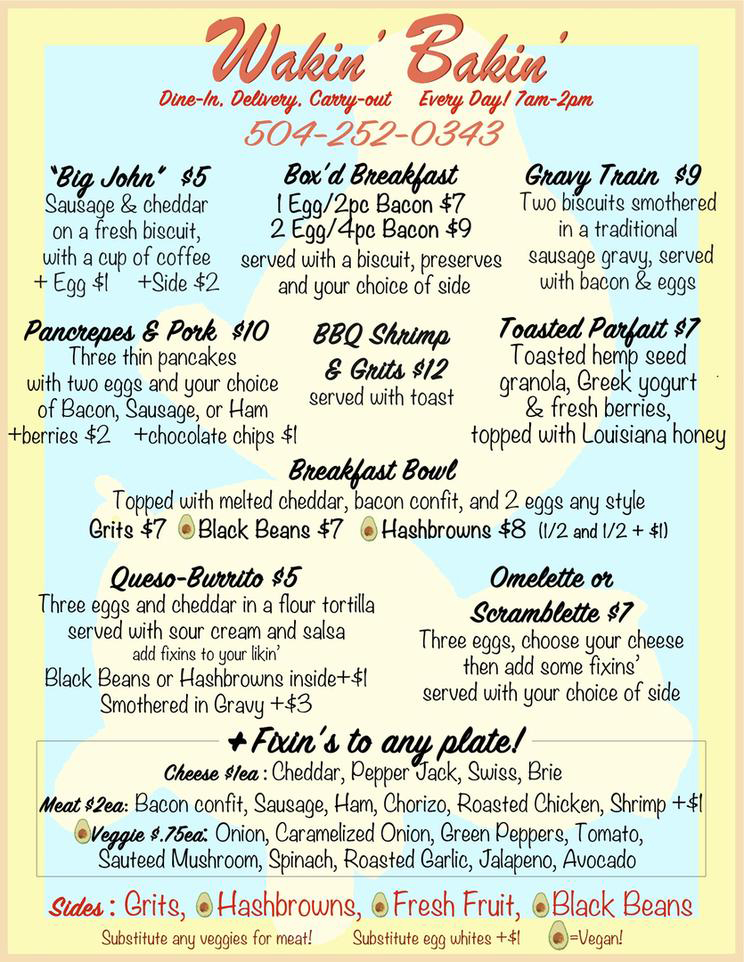 Wakin' Bakin'
Dine-In, Delivery, Carry-out Every Day! 7am-2pm
504-252-0343
"Big John" $5
Sausage & cheddar
on a fresh biscuit,
with a cup of coffee
+ Egg $1 +Side $2
Box'd Breakfast
1 Egg/2pc Bacon $7
2 Egg/4pc Bacon $9
served with a biscuit, preserves
and your choice of side
Gravy Train $9
Two biscuits smothered
in a traditional
sausage gravy, served
with bacon & eggs
Pancrepes & Pork $10
Three thin pancakes
with two eggs and your choice
of Bacon, Sausage, or Ham
+berries $2 +chocolate chips $1
BBQ Shrimp
& Grits $12
served with toast
Toasted Parfait $7
Toasted hemp seed
granola, Greek yogurt
& fresh berries,
topped with Louisiana honey
Breakfast Bowl
Topped with melted cheddar, bacon confit, and 2 eggs any style
Grits $7 Black Beans $7 Hashbrowns $8 (1/2 and 1/2 + $1)
Queso-Burrito $5
Three eggs and cheddar in a flour tortilla
served with sour cream and salsa
add fixins to your likin'
Black Beans or Hashbrowns inside+$1
Smothered in Gravy +$3
Omelette or
Scramblette $7
Three eggs, choose your cheese
then add some fixins'
served with your choice of side
+Fixin's to any plate!
Cheese $1ea : Cheddar, Pepper Jack, Swiss, Brie
Meat $2ea: Bacon confit, Sausage, Ham, Chorizo, Roasted Chicken, Shrimp +$1
Veggie $.75ea: Onion, Caramelized Onion, Green Peppers, Tomato,
Sauteed Mushroom, Spinach, Roasted Garlic, Jalapeno, Avocado
Sides : Grits, Hashbrowns, Fresh Fruit, Black Beans
Substitute any veggies for meat! Substitute egg whites +$1 =Vegan!